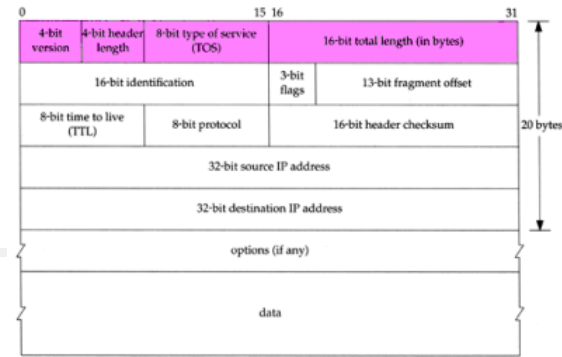 0 15 16 31
4-bit version 4-bit header length 8-bit type of service (TOS) 16-bit total length (in bytes)
16-bit identification 3-bit flags 13-bit fragment offset
8-bit time to live (TTL) 8-bit protocol 16-bit header checksum
20 bytes
32-bit source IP address
32-bit destination IP address
options (if any)
data